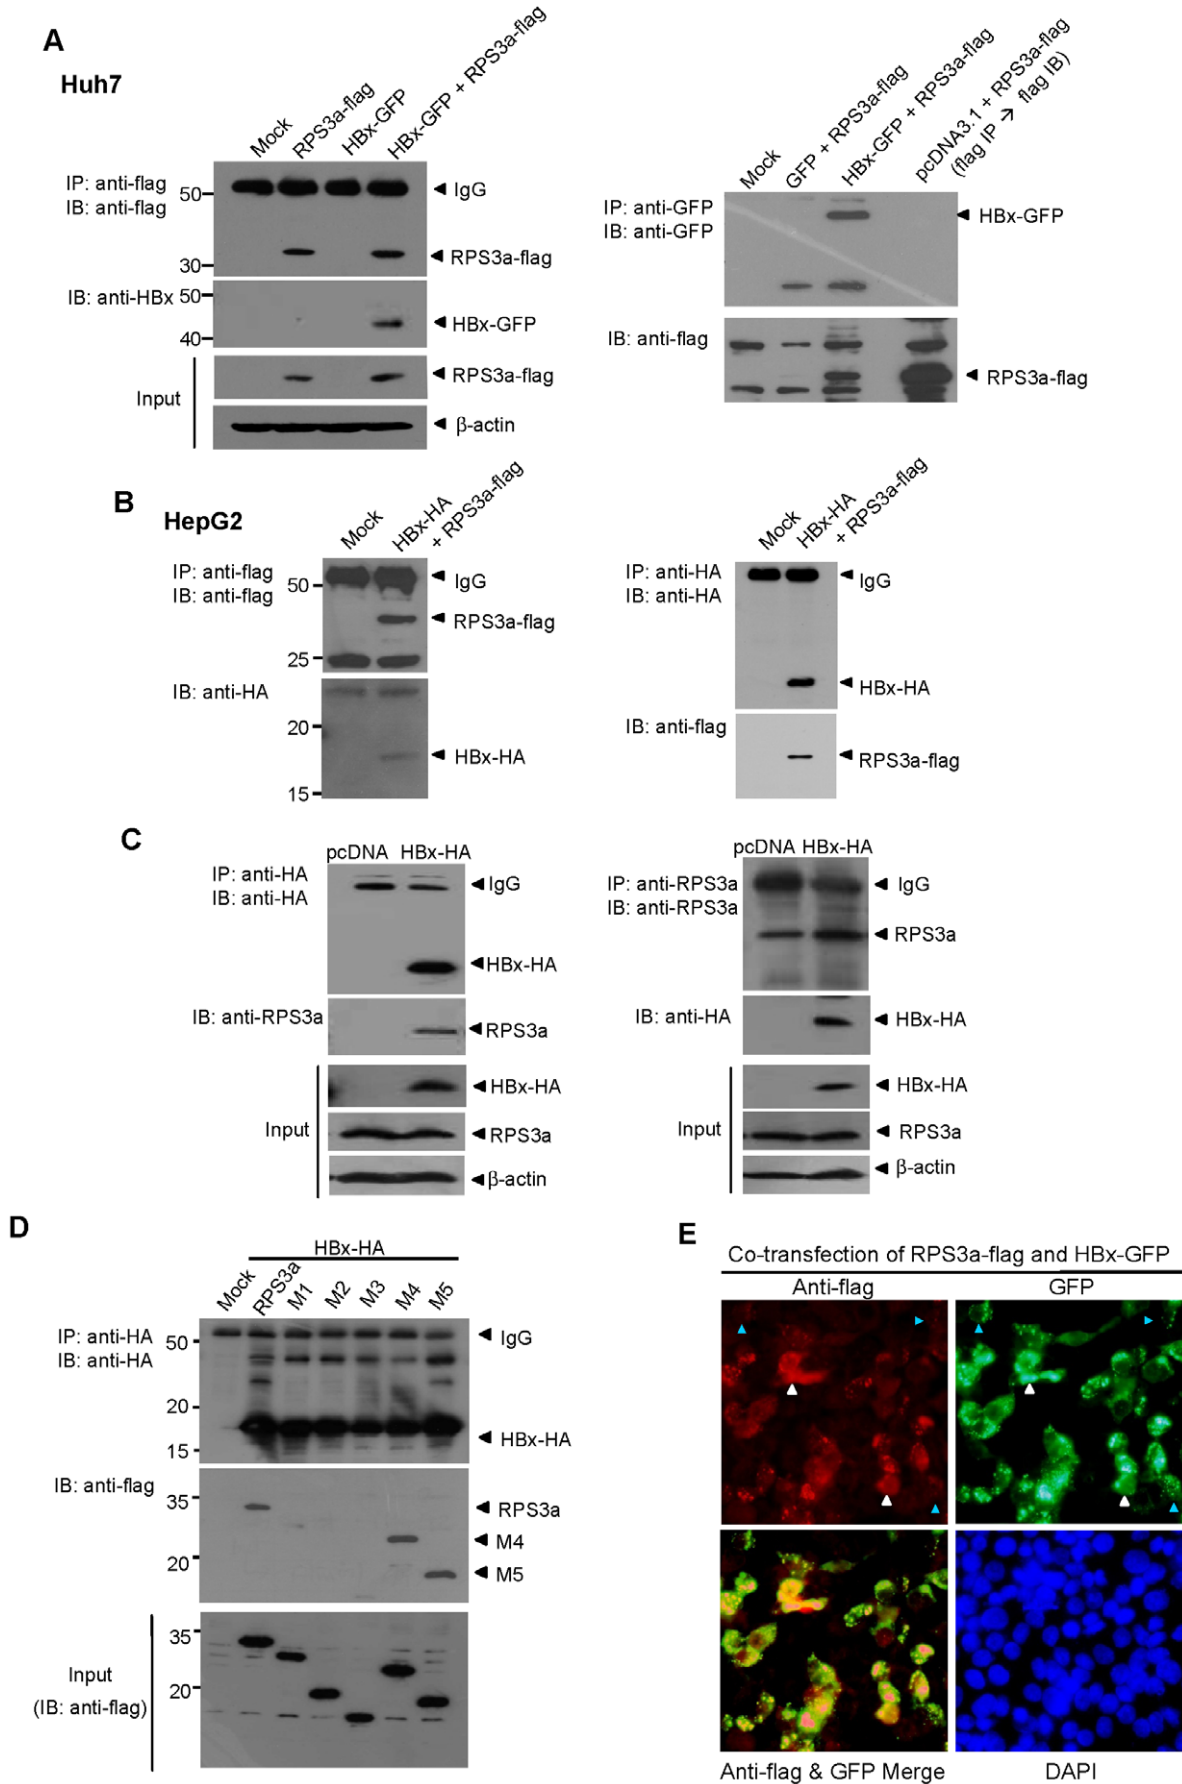 A
Huh7
Mock
RPS3a-flag
HBx-GFP
HBx-GFP + RPS3a-flag
IP: anti-flag
IB: anti-flag
50
30
IgG
RPS3a-flag
IB: anti-HBx
50
40
HBx-GFP
Input
RPS3a-flag
β-actin
Mock
GFP + RPS3a-flag
HBx-GFP + RPS3a-flag
pcDNA3.1 + RPS3a-flag
(flag IP → flag IB)
IP: anti-GFP
IB: anti-GFP
HBx-GFP
IB: anti-flag
RPS3a-flag
B
HepG2
Mock
HBx-HA
+ RPS3a-flag
IP: anti-flag
IB: anti-flag
50
25
IgG
RPS3a-flag
IB: anti-HA
20
15
HBx-HA
Mock
HBx-HA
+ RPS3a-flag
IP: anti-HA
IB: anti-HA
IgG
HBx-HA
IB: anti-flag
RPS3a-flag
C
pcDNA HBx-HA
IP: anti-HA
IB: anti-HA
IgG
HBx-HA
IB: anti-RPS3a
RPS3a
Input
HBx-HA
RPS3a
β-actin
pcDNA HBx-HA
IP: anti-RPS3a
IB: anti-RPS3a
IgG
RPS3a
IB: anti-HA
HBx-HA
Input
HBx-HA
RPS3a
β-actin
D
HBx-HA
Mock
RPS3a
M1
M2
M3
M4
M5
IP: anti-HA
IB: anti-HA
50
20
15
IgG
HBx-HA
IB: anti-flag
35
20
RPS3a
M4
M5
Input
(IB: anti-flag)
35
20
E
Co-transfection of RPS3a-flag and HBx-GFP
Anti-flag
GFP
Anti-flag & GFP Merge
DAPI